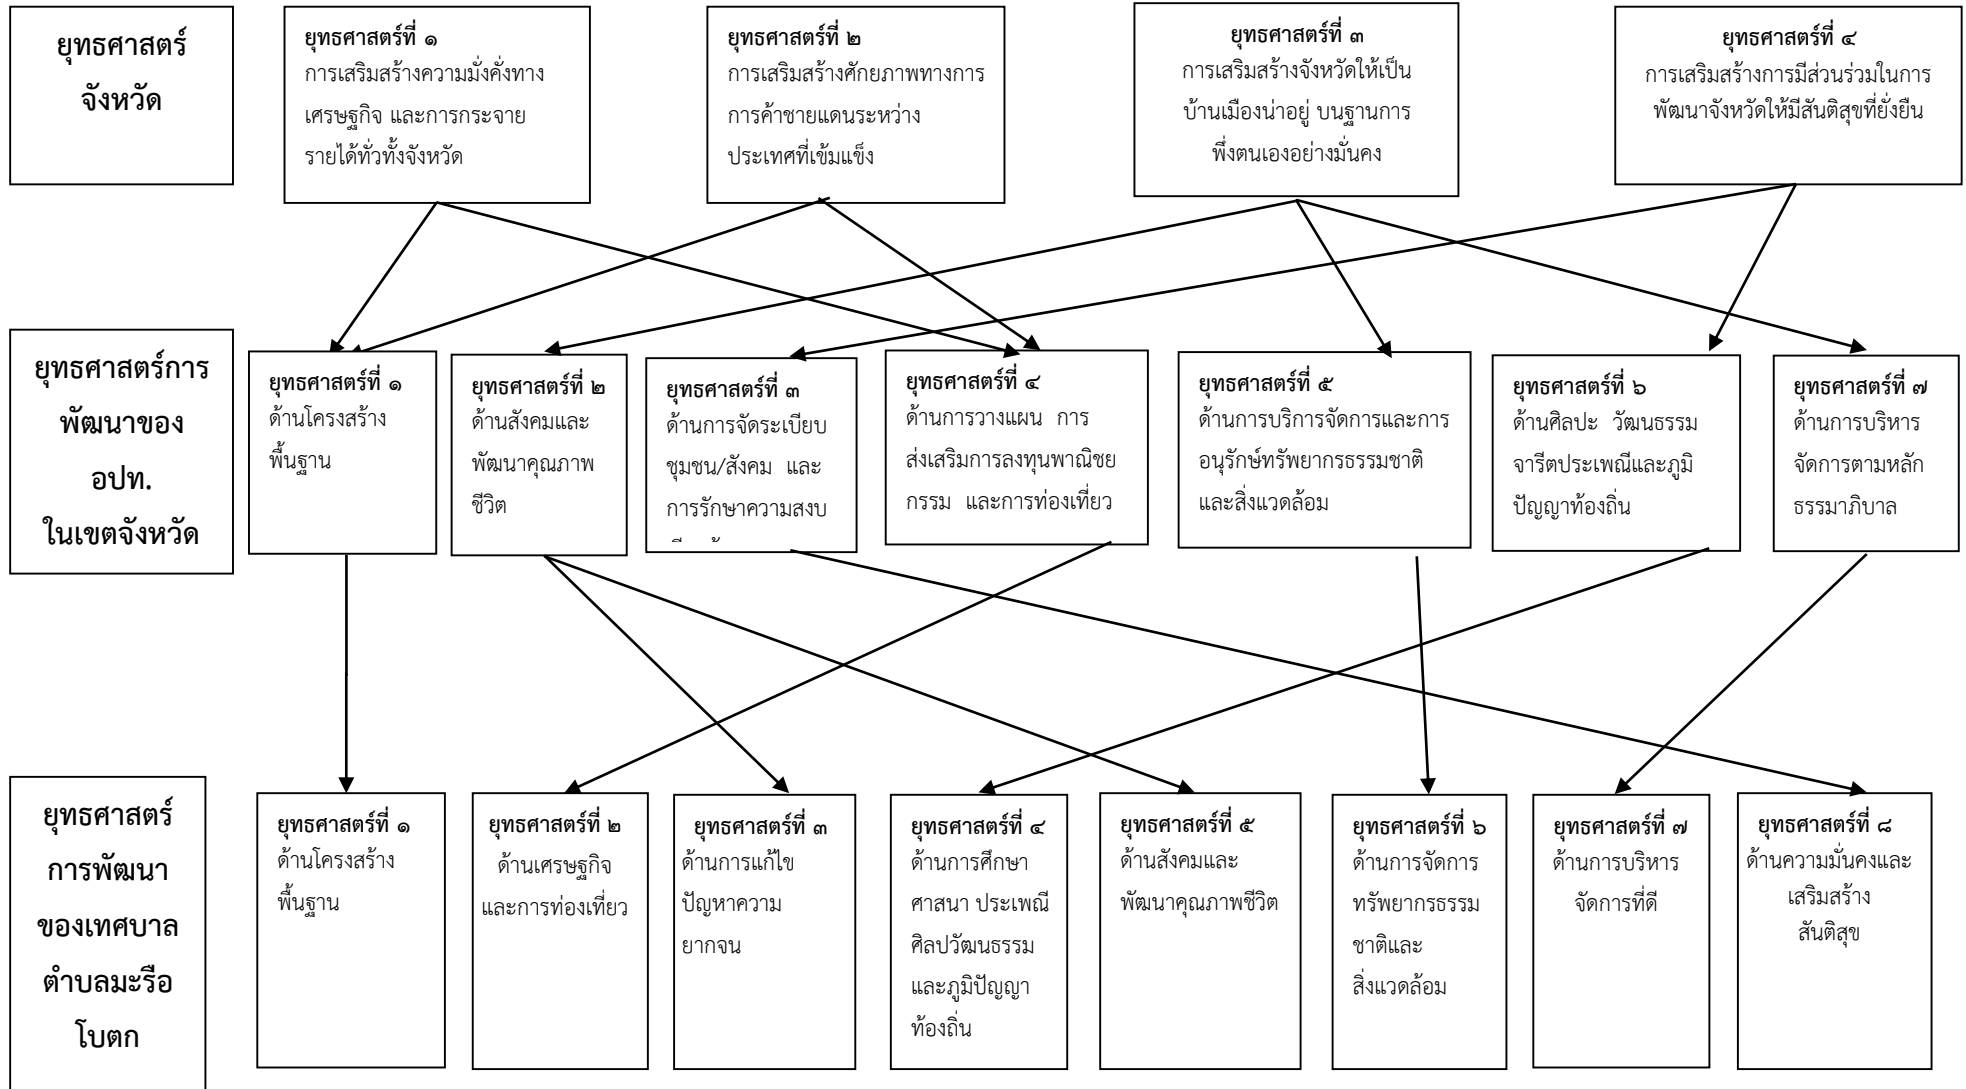 ยุทธศาสตร์
จังหวัด
ยุทธศาสตร์ที่ ๑
การเสริมสร้างความมั่งคั่งทาง
เศรษฐกิจ และการกระจาย
รายได้ทั่วทั้งจังหวัด
ยุทธศาสตร์ที่ ๒
การเสริมสร้างศักยภาพทางการ
การค้าชายแดนระหว่าง
ประเทศที่เข้มแข็ง
ยุทธศาสตร์ที่ ๓
การเสริมสร้างจังหวัดให้เป็น
บ้านเมืองน่าอยู่ บนฐานการ
พึ่งตนเองอย่างมั่นคง
ยุทธศาสตร์ที่ ๔
การเสริมสร้างการมีส่วนร่วมในการ
พัฒนาจังหวัดให้มีสันติสุขที่ยั่งยืน
ยุทธศาสตร์การ
พัฒนาของ
อปท.
ในเขตจังหวัด
ยุทธศาสตร์ที่ ๑
ด้านโครงสร้าง
พื้นฐาน
ยุทธศาสตร์ที่ ๒
ด้านสังคมและ
พัฒนาคุณภาพ
ชีวิต
ยุทธศาสตร์ที่ ๓
ด้านการจัดระเบียบ
ชุมชน/สังคม และ
การรักษาความสงบ
ยุทธศาสตร์ที่ ๔
ด้านการวางแผน การ
ส่งเสริมการลงทุนพาณิชย
กรรม และการท่องเที่ยว
ยุทธศาสตร์ที่ ๕
ด้านการบริการจัดการและการ
อนุรักษ์ทรัพยากรธรรมชาติ
และสิ่งแวดล้อม
ยุทธศาสตร์ที่ ๖
ด้านศิลปะ วัฒนธรรม
จารีตประเพณีและภูมิ
ปัญญาท้องถิ่น
ยุทธศาสตร์ที่ ๗
ด้านการบริหาร
จัดการตามหลัก
ธรรมาภิบาล
ยุทธศาสตร์
การพัฒนา
ของเทศบาล
ตำบลมะรือ
โบตก
ยุทธศาสตร์ที่ ๑
ด้านโครงสร้าง
พื้นฐาน
ยุทธศาสตร์ที่ ๒
ด้านเศรษฐกิจ
และการท่องเที่ยว
ยุทธศาสตร์ที่ ๓
ด้านการแก้ไข
ปัญหาความ
ยากจน
ยุทธศาสตร์ที่ ๔
ด้านการศึกษา
ศาสนา ประเพณี
ศิลปวัฒนธรรม
และภูมิปัญญา
ท้องถิ่น
ยุทธศาสตร์ที่ ๕
ด้านสังคมและ
พัฒนาคุณภาพชีวิต
ยุทธศาสตร์ที่ ๖
ด้านการจัดการ
ทรัพยากรธรรม
ชาติและ
สิ่งแวดล้อม
ยุทธศาสตร์ที่ ๗
ด้านการบริหาร
จัดการที่ดี
ยุทธศาสตร์ที่ ๘
ด้านความมั่นคงและ
เสริมสร้าง
สันติสุข